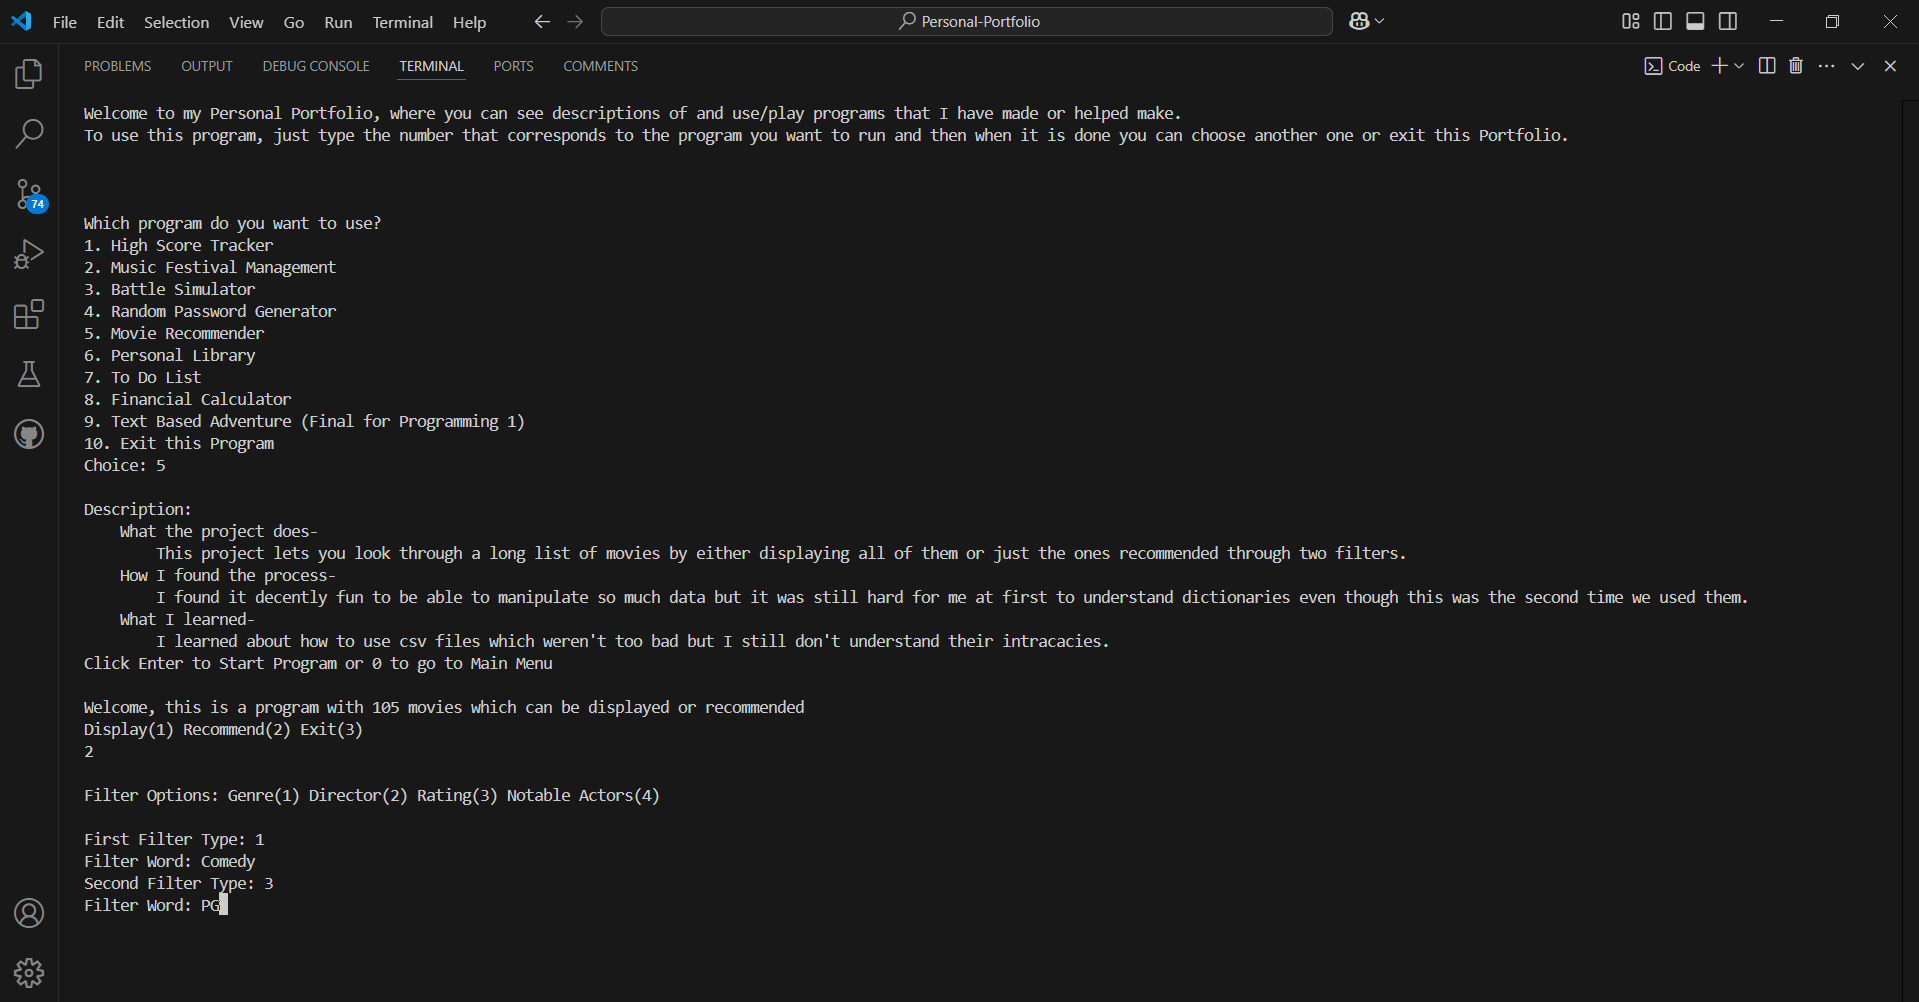 File Edit Selection View Go Run Terminal Help Personal-Portfolio
PROBLEMS OUTPUT DEBUG CONSOLE TERMINAL PORTS COMMENTS Code
Welcome to my Personal Portfolio, where you can see descriptions of and use/play programs that I have made or helped make.
To use this program, just type the number that corresponds to the program you want to run and then when it is done you can choose another one or exit this Portfolio.
74
Which program do you want to use?
1. High Score Tracker
2. Music Festival Management
3. Battle Simulator
4. Random Password Generator
5. Movie Recommender
6. Personal Library
7. To Do List
8. Financial Calculator
9. Text Based Adventure (Final for Programming 1)
10. Exit this Program
Choice: 5
Description:
What the project does-
This project lets you look through a long list of movies by either displaying all of them or just the ones recommended through two filters.
How I found the process-
I found it decently fun to be able to manipulate so much data but it was still hard for me at first to understand dictionaries even though this was the second time we used them.
What I learned-
I learned about how to use csv files which weren't too bad but I still don't understand their intracacies.
Click Enter to Start Program or 0 to go to Main Menu
Welcome, this is a program with 105 movies which can be displayed or recommended
Display(1) Recommend(2) Exit(3)
2
Filter Options: Genre(1) Director(2) Rating(3) Notable Actors(4)
First Filter Type: 1
Filter Word: Comedy
Second Filter Type: 3
Filter Word: PG